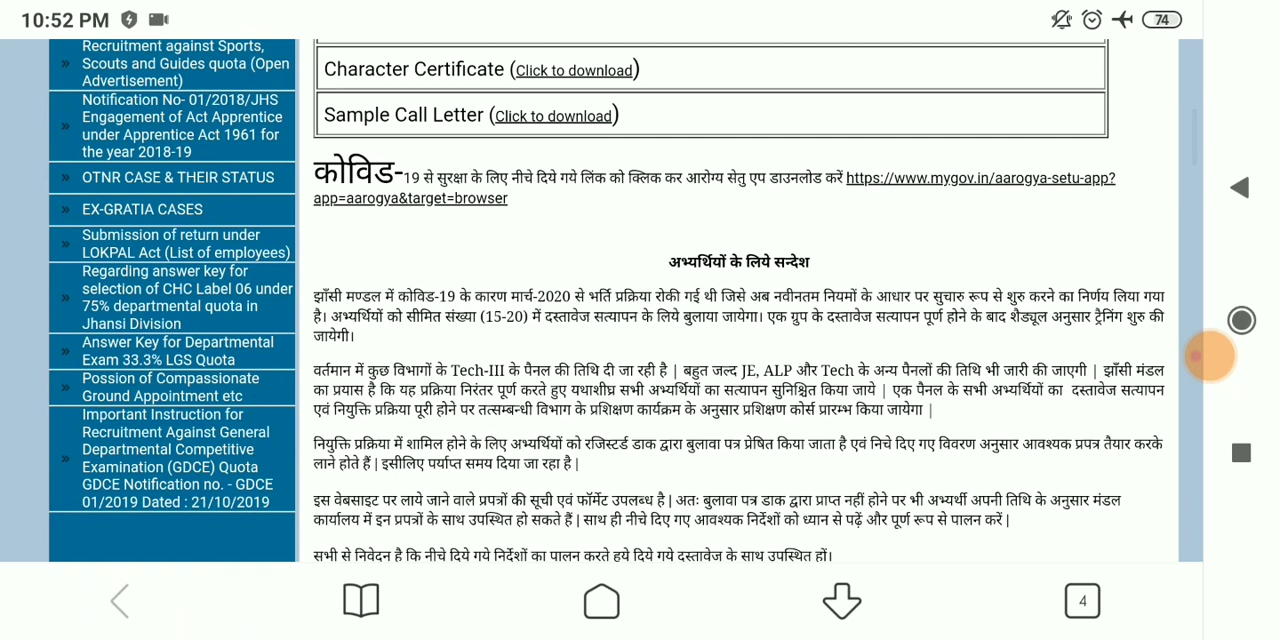 10:52 PM
74
Recruitment against Sports,
Scouts and Guides quota (Open
Advertisement)
Notification No- 01/2018/JHS
Engagement of Act Apprentice
under Apprentice Act 1961 for
the year 2018-19
OTNR CASE & THEIR STATUS
EX-GRATIA CASES
Submission of return under
LOKPAL Act (List of employees)
Regarding answer key for
selection of CHC Label 06 under
75% departmental quota in
Jhansi Division
Answer Key for Departmental
Exam 33.3% LGS Quota
Possion of Compassionate
Ground Appointment etc
Important Instruction for
Recruitment Against General
Departmental Competitive
Examination (GDCE) Quota
GDCE Notification no. - GDCE
01/2019 Dated : 21/10/2019
Character Certificate (Click to download)
Sample Call Letter (Click to download)
कोविड-19 से सुरक्षा के लिए नीचे दिये गये लिंक को क्लिक कर आरोग्य सेतु एप डाउनलोड करें https://www.mygov.in/aarogya-setu-app?
app=aarogya&target=browser
अभ्यर्थियों के लिये सन्देश
झाँसी मण्डल में कोविड-19 के कारण मार्च-2020 से भर्ति प्रक्रिया रोकी गई थी जिसे अब नवीनतम नियमों के आधार पर सुचारु रूप से शुरु करने का निर्णय लिया गया
है। अभ्यर्थियों को सीमित संख्या (15-20) में दस्तावेज सत्यापन के लिये बुलाया जायेगा। एक ग्रुप के दस्तावेज सत्यापन पूर्ण होने के बाद शैड्यूल अनुसार ट्रैनिंग शुरु की
जायेगी।
वर्तमान में कुछ विभागों के Tech-III के पैनल की तिथि दी जा रही है | बहुत जल्द JE, ALP और Tech के अन्य पैनलों की तिथि भी जारी की जाएगी | झाँसी मंडल
का प्रयास है कि यह प्रक्रिया निरंतर पूर्ण करते हुए यथाशीघ्र सभी अभ्यर्थियों का सत्यापन सुनिश्चित किया जाये | एक पैनल के सभी अभ्यर्थियों का दस्तावेज सत्यापन
एवं नियुक्ति प्रक्रिया पूरी होने पर तत्सम्बन्धी विभाग के प्रशिक्षण कार्यक्रम के अनुसार प्रशिक्षण कोर्स प्रारम्भ किया जायेगा |
नियुक्ति प्रक्रिया में शामिल होने के लिए अभ्यर्थियों को रजिस्टर्ड डाक द्वारा बुलावा पत्र प्रेषित किया जाता है एवं निचे दिए गए विवरण अनुसार आवश्यक प्रपत्र तैयार करके
लाने होते हैं | इसीलिए पर्याप्त समय दिया जा रहा है |
इस वेबसाइट पर लाये जाने वाले प्रपत्रों की सूची एवं फॉर्मेट उपलब्ध है | अतः बुलावा पत्र डाक द्वारा प्राप्त नहीं होने पर भी अभ्यर्थी अपनी तिथि के अनुसार मंडल
कार्यालय में इन प्रपत्रों के साथ उपस्थित हो सकते हैं | साथ ही नीचे दिए गए आवश्यक निर्देशों को ध्यान से पढ़ें और पूर्ण रूप से पालन करें |
सभी से निवेदन है कि नीचे दिये गये निर्देशों का पालन करते हुये दिये गये दस्तावेज के साथ उपस्थित हों।
4